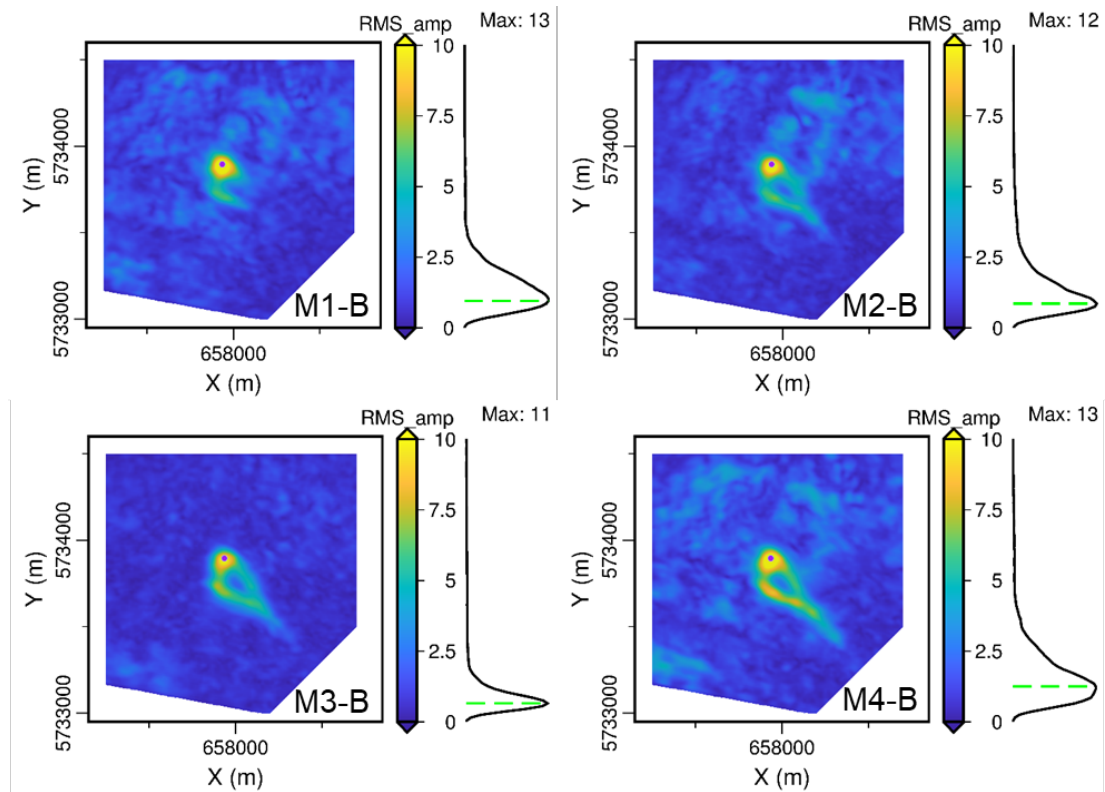 RMS_amp Max: 13
10
7.5
5
2.5
0
Y (m)
5734000
5733000
M1-B
658000
X (m)
RMS_amp Max: 12
10
7.5
5
2.5
0
Y (m)
5734000
5733000
M2-B
658000
X (m)
RMS_amp Max: 11
10
7.5
5
2.5
0
Y (m)
5734000
5733000
M3-B
658000
X (m)
RMS_amp Max: 13
10
7.5
5
2.5
0
Y (m)
5734000
5733000
M4-B
658000
X (m)